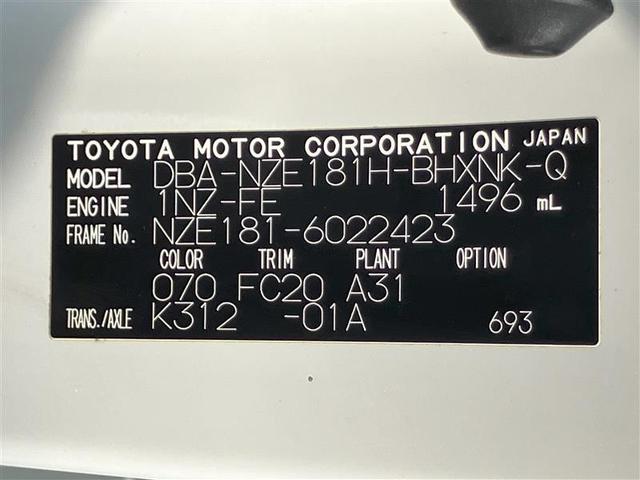 TOYOTA MOTOR CORPORATION JAPAN
MODEL DBA-NZE181H-BHXNK-Q
ENGINE 1NZ-FE 1496 mL
FRAME No. NZE181-6022423
COLOR TRIM PLANT OPTION
070 FC20 A31
TRANS./AXLE K312 -01A 693